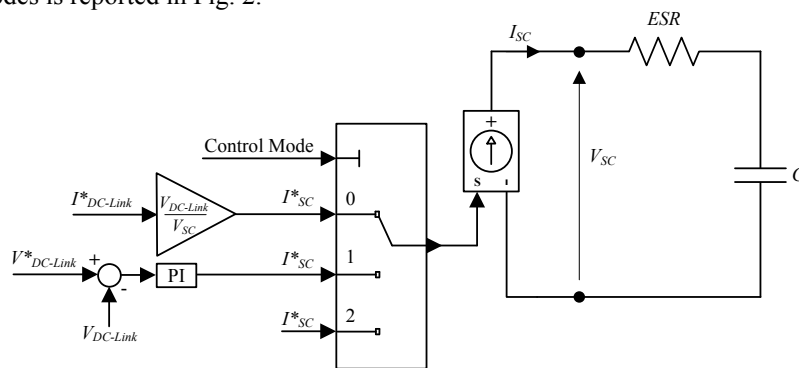 odes is reported in Fig. 2.
I_SC
ESR
+
S
-
V_SC
C
Control Mode
I*_DC-Link
V_DC-Link
V_SC
I*_SC
0
V*_DC-Link
+
-
PI
I*_SC
1
V_DC-Link
I*_SC
2